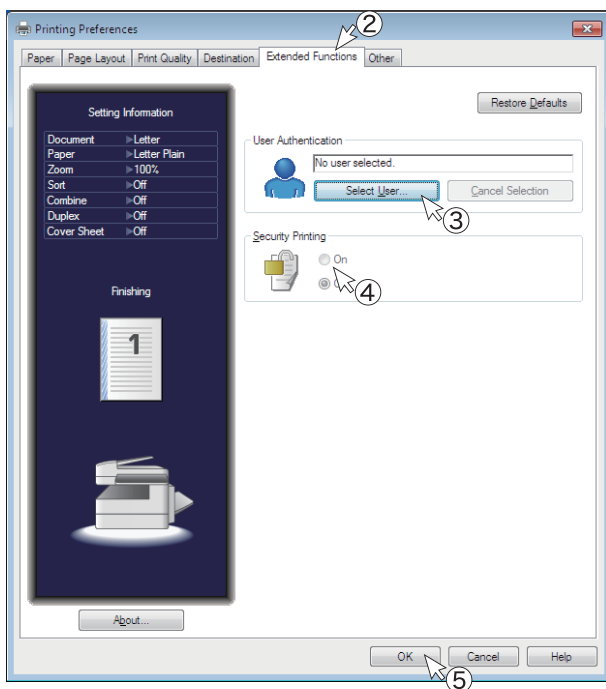 Printing Preferences
②
Paper Page Layout Print Quality Destination Extended Functions Other
Restore Defaults
Setting Information
Document ▶Letter
Paper ▶Letter Plain
Zoom ▶100%
Sort ▶Off
Combine ▶Off
Duplex ▶Off
Cover Sheet ▶Off
Finishing
1
About...
User Authentication
No user selected.
Select User... Cancel Selection
③
Security Printing
On
④
OK Cancel Help
⑤